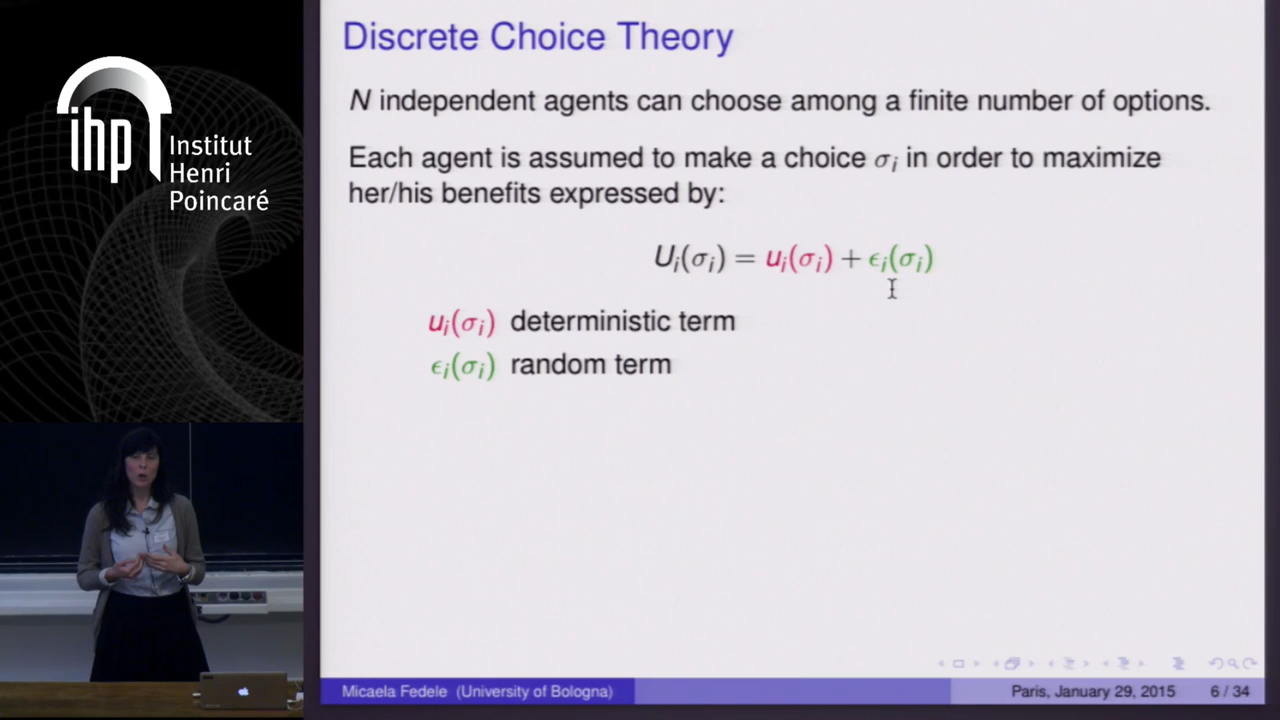 ihp
Institut
Henri
Poincaré
Discrete Choice Theory
N independent agents can choose among a finite number of options.
Each agent is assumed to make a choice σᵢ in order to maximize
her/his benefits expressed by:
Uᵢ(σᵢ) = uᵢ(σᵢ) + ϵᵢ(σᵢ)
uᵢ(σᵢ) deterministic term
ϵᵢ(σᵢ) random term
Micaela Fedele (University of Bologna)
Paris, January 29, 2015
6 / 34